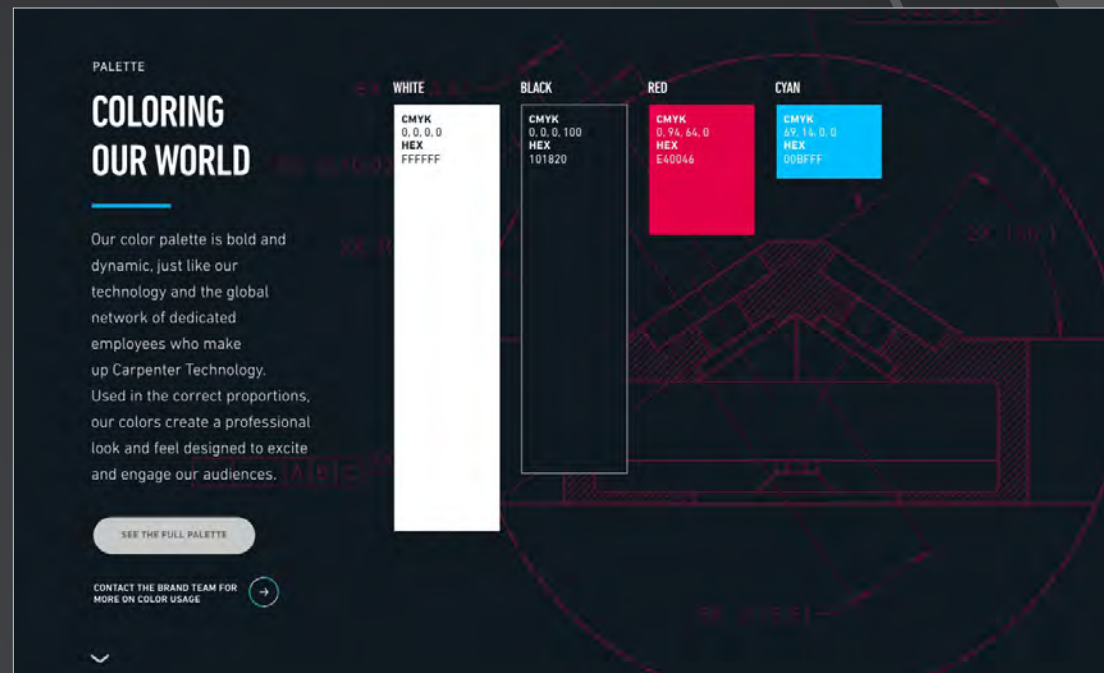 PALETTE
COLORING
OUR WORLD
Our color palette is bold and
dynamic, just like our
technology and the global
network of dedicated
employees who make
up Carpenter Technology.
Used in the correct proportions,
our colors create a professional
look and feel designed to excite
and engage our audiences.
SEE THE FULL PALETTE
CONTACT THE BRAND TEAM FOR
MORE ON COLOR USAGE
WHITE
CMYK
0, 0, 0, 0
HEX
FFFFFF
BLACK
CMYK
0, 0, 0, 100
HEX
101820
RED
CMYK
0, 94, 64, 0
HEX
E40046
CYAN
CMYK
69, 14, 0, 0
HEX
00BFFF